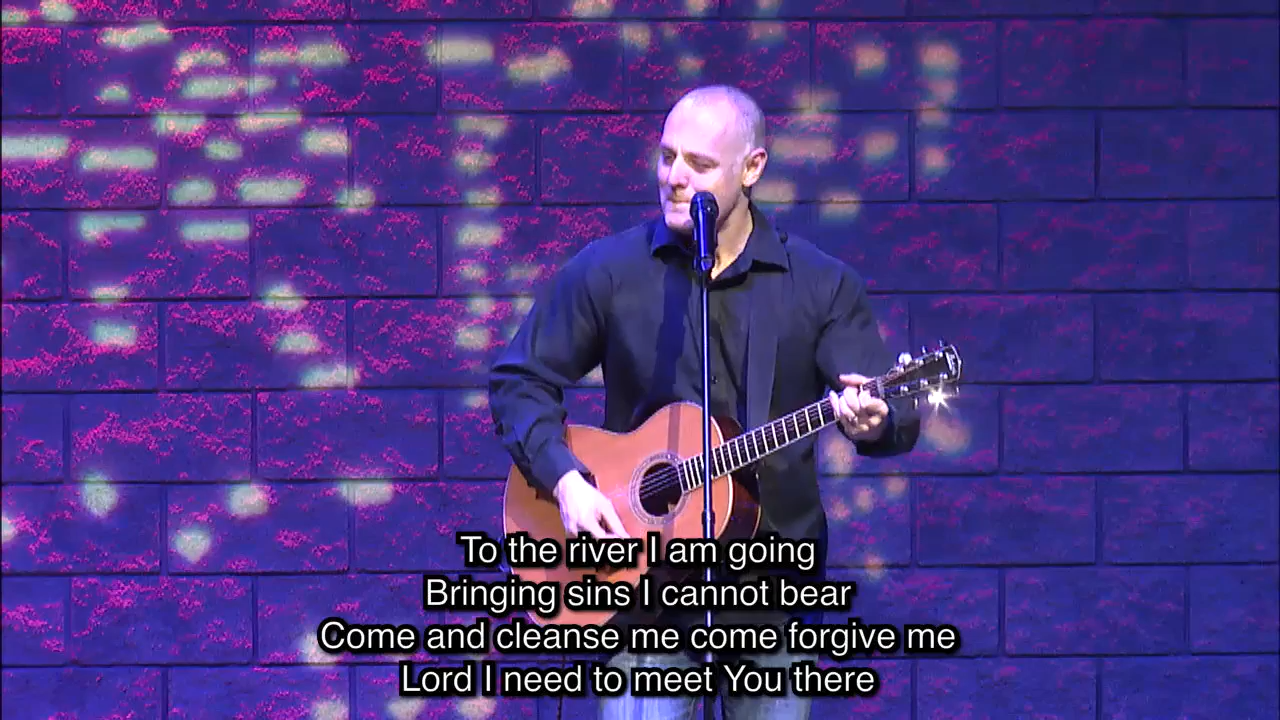 To the river I am going
Bringing sins I cannot bear
Come and cleanse me come forgive me
Lord I need to meet You there